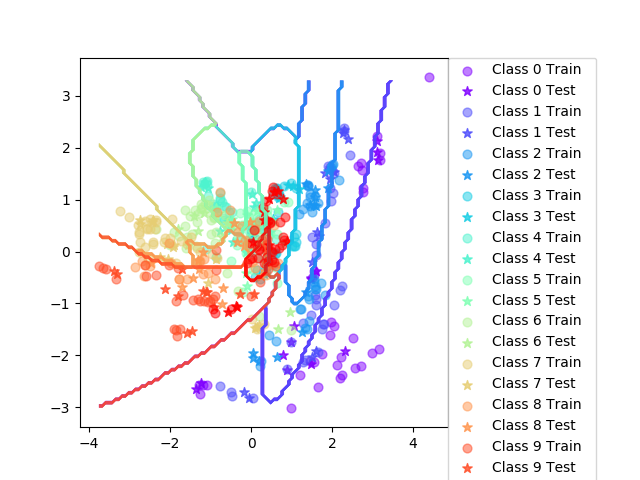 3
2
1
0
−1
−2
−3
−4
−2
0
2
4
Class 0 Train
Class 0 Test
Class 1 Train
Class 1 Test
Class 2 Train
Class 2 Test
Class 3 Train
Class 3 Test
Class 4 Train
Class 4 Test
Class 5 Train
Class 5 Test
Class 6 Train
Class 6 Test
Class 7 Train
Class 7 Test
Class 8 Train
Class 8 Test
Class 9 Train
Class 9 Test